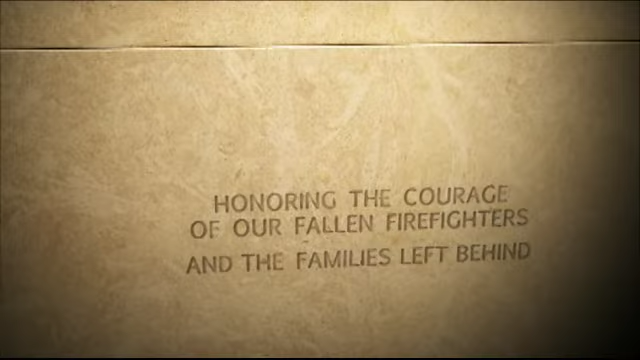 HONORING THE COURAGE
OF OUR FALLEN FIREFIGHTERS
AND THE FAMILIES LEFT BEHIND